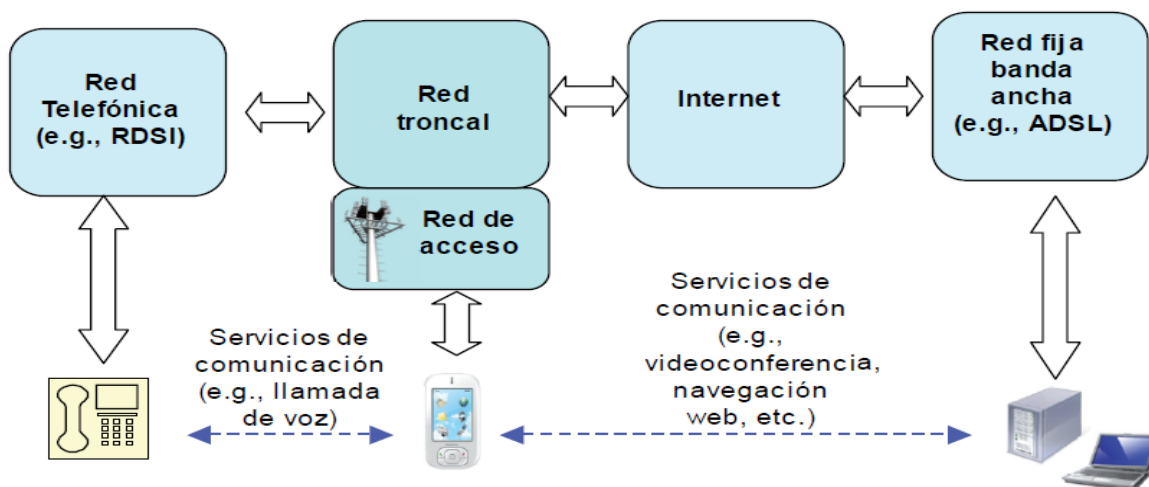 Red
Telefónica
(e.g., RDSI)
Red
troncal
Internet
Red fija
banda
ancha
(e.g., ADSL)
Red de
acceso
Servicios de
comunicación
(e.g., llamada
de voz)
Servicios de
comunicación
(e.g.,
videoconferencia,
navegación
web, etc.)